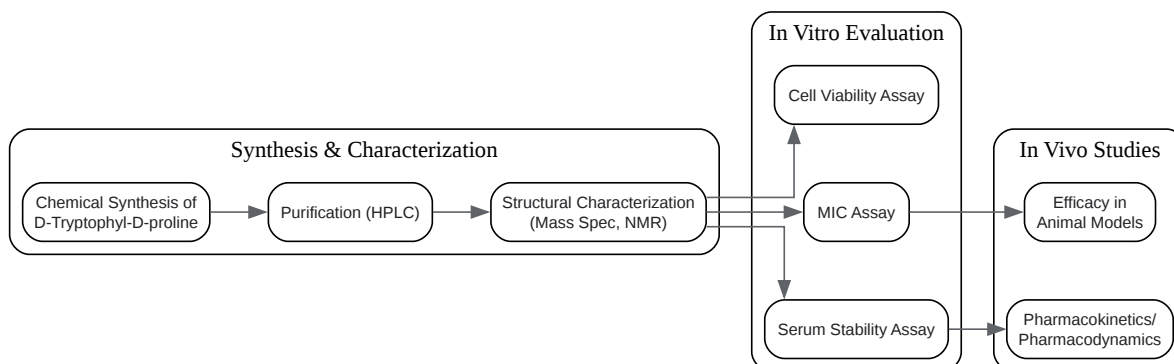 In Vitro Evaluation
Cell Viability Assay
Synthesis & Characterization
In Vivo Studies
Chemical Synthesis of
D-Tryptophyl-D-proline
Purification (HPLC)
Structural Characterization
(Mass Spec, NMR)
MIC Assay
Efficacy in
Animal Models
Serum Stability Assay
Pharmacokinetics/
Pharmacodynamics